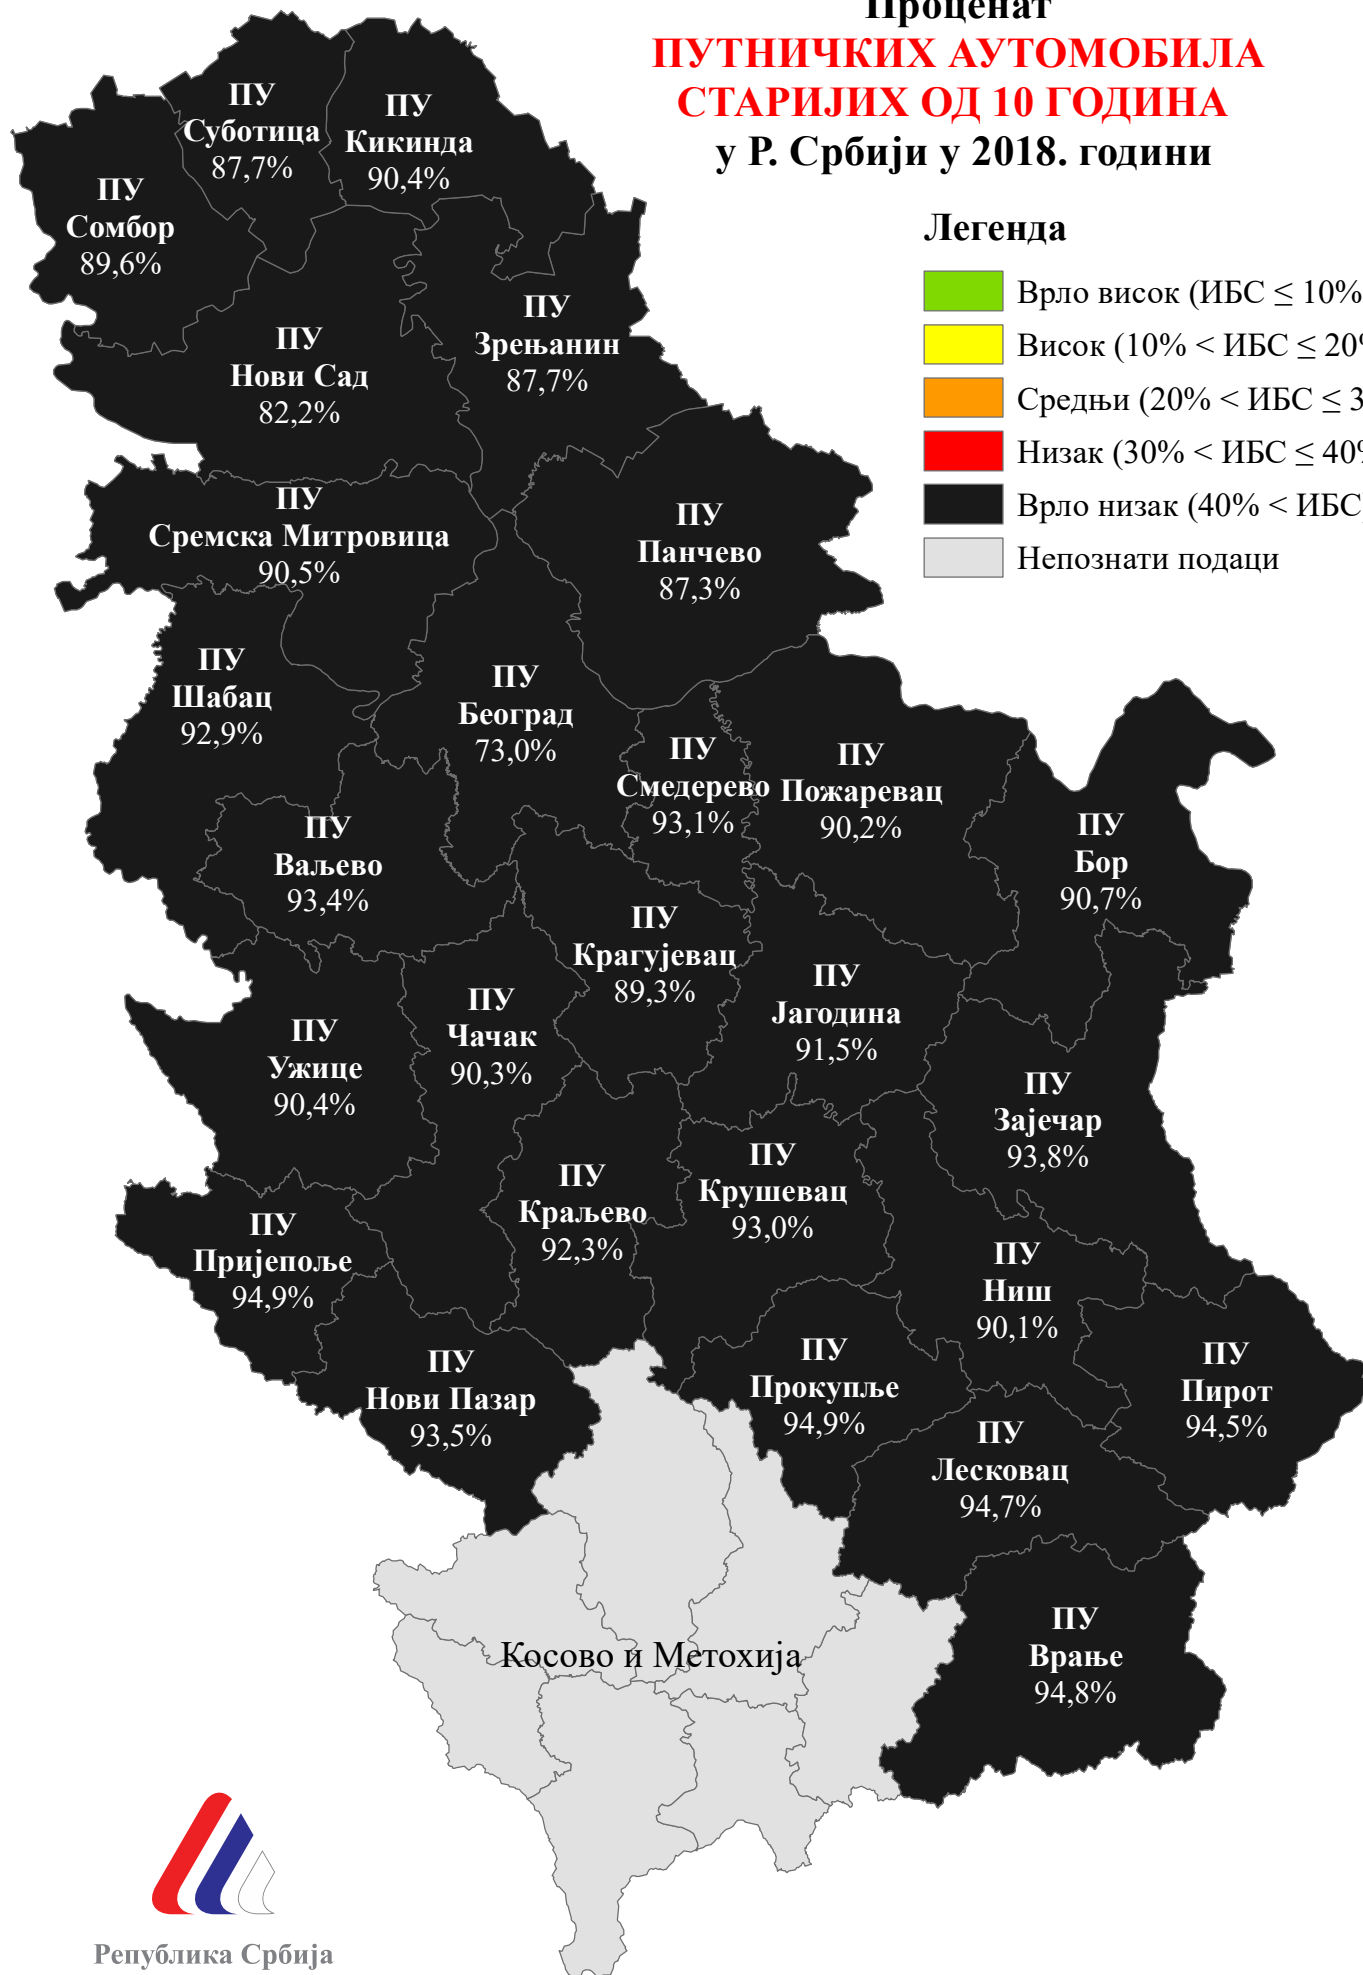 Проценат
ПУТНИЧКИХ АУТОМОБИЛА
СТАРИЈИХ ОД 10 ГОДИНА
у Р. Србији у 2018. години
Легенда
Врло висок (ИБС ≤ 10%
Висок (10% < ИБС ≤ 20%
Средњи (20% < ИБС ≤ 3
Низак (30% < ИБС ≤ 40%
Врло низак (40% < ИБС)
Непознати подаци
ПУ
Суботица
87,7%
ПУ
Кикинда
90,4%
ПУ
Сомбор
89,6%
ПУ
Зрењанин
87,7%
ПУ
Нови Сад
82,2%
ПУ
Сремска Митровица
90,5%
ПУ
Панчево
87,3%
ПУ
Шабац
92,9%
ПУ
Београд
73,0%
ПУ
Смедерево
93,1%
ПУ
Пожаревац
90,2%
ПУ
Бор
90,7%
ПУ
Ваљево
93,4%
ПУ
Крагујевац
89,3%
ПУ
Јагодина
91,5%
ПУ
Чачак
90,3%
ПУ
Ужице
90,4%
ПУ
Зајечар
93,8%
ПУ
Крушевац
93,0%
ПУ
Краљево
92,3%
ПУ
Пријепоље
94,9%
ПУ
Ниш
90,1%
ПУ
Прокупље
94,9%
ПУ
Пирот
94,5%
ПУ
Нови Пазар
93,5%
ПУ
Лесковац
94,7%
ПУ
Врање
94,8%
Косово и Метохија
Република Србија